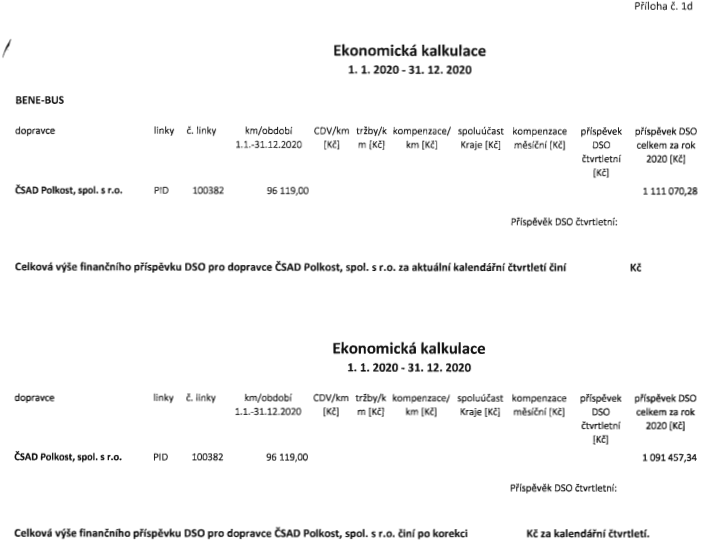 Příloha č. 1d
Ekonomická kalkulace
1. 1. 2020 - 31. 12. 2020
BENE-BUS
dopravce linky č. linky km/období CDV/km tržby/k kompenzace/ spoluúčast kompenzace příspěvek příspěvek DSO
1.1.-31.12.2020 [Kč] m [Kč] km [Kč] Kraje [Kč] měsíční [Kč] DSO celkem za rok
čtvrtletní 2020 [Kč]
[Kč]
ČSAD Polkost, spol. s r.o. PID 100382 96 119,00 1 111 070,28
Příspěvěk DSO čtvrtletní:
Celková výše finančního příspěvku DSO pro dopravce ČSAD Polkost, spol. s r.o. za aktuální kalendářní čtvrtletí činí Kč
Ekonomická kalkulace
1. 1. 2020 - 31. 12. 2020
dopravce linky č. linky km/období CDV/km tržby/k kompenzace/ spoluúčast kompenzace příspěvek příspěvek DSO
1.1.-31.12.2020 [Kč] m [Kč] km [Kč] Kraje [Kč] měsíční [Kč] DSO celkem za rok
čtvrtletní 2020 [Kč]
[Kč]
ČSAD Polkost, spol. s r.o. PID 100382 96 119,00 1 091 457,34
Příspěvěk DSO čtvrtletní:
Celková výše finančního příspěvku DSO pro dopravce ČSAD Polkost, spol. s r.o. činí po korekci Kč za kalendářní čtvrtletí.